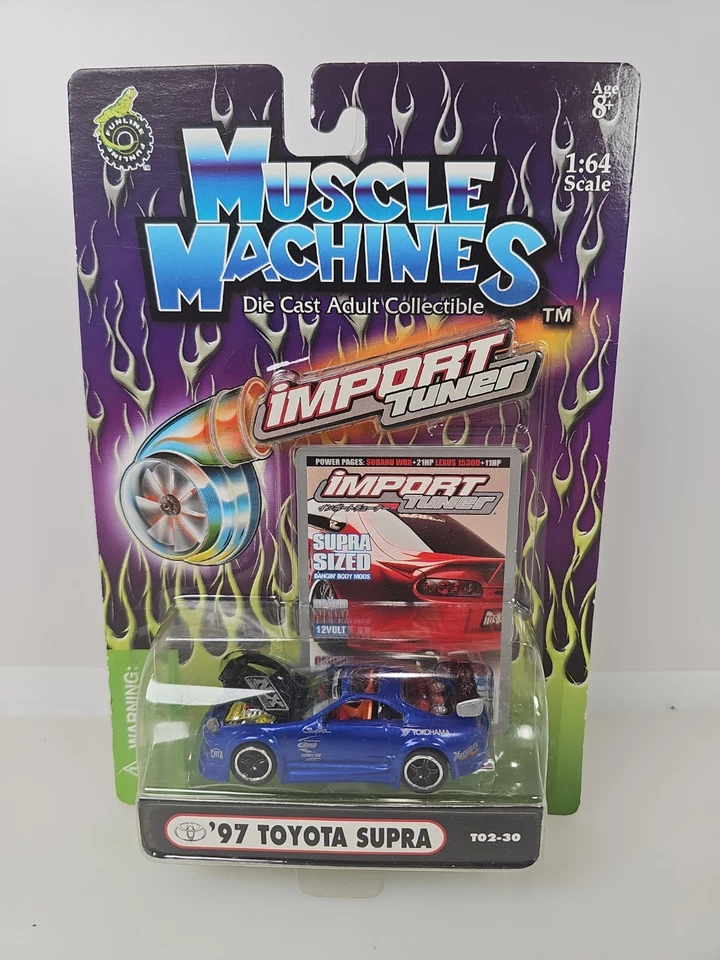 FUNLINE FUNLINE
Age
8+
1:64
Scale
MUSCLE
MACHINES
TM
Die Cast Adult Collectible
iMPORT
TUNER
POWER PAGES: SUBARU WRX +21HP LEXUS IS300 +11HP
iMPORT
TUNER
SUPRA
SIZED
BANGIN' BODY MODS
12VOLT
WARNING:
Supra
YOKOHAMA
'97 TOYOTA SUPRA
T02-30